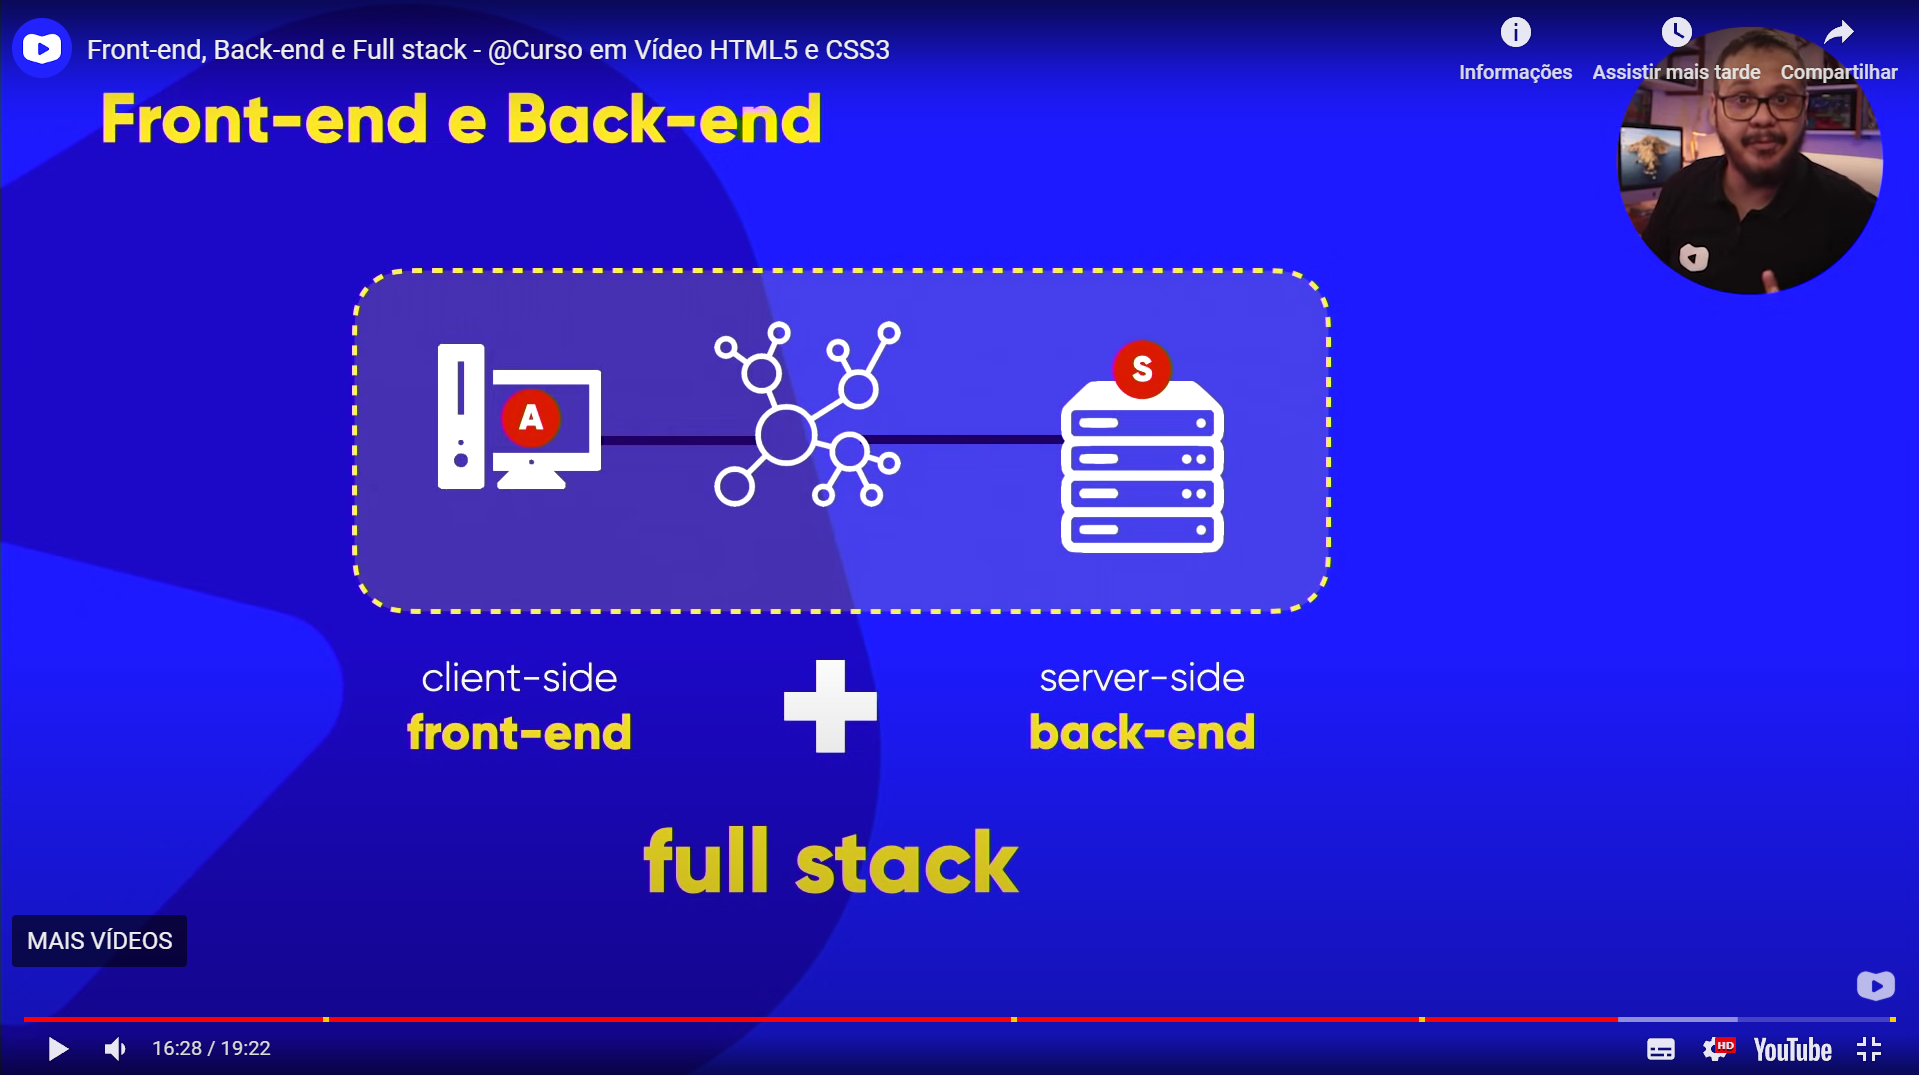 Front-end, Back-end e Full stack - @Curso em Vídeo HTML5 e CSS3
Informações
Assistir mais tarde
Compartilhar
Front-end e Back-end
A
S
client-side
front-end
server-side
back-end
full stack
MAIS VÍDEOS
16:28 / 19:22
HD
YouTube